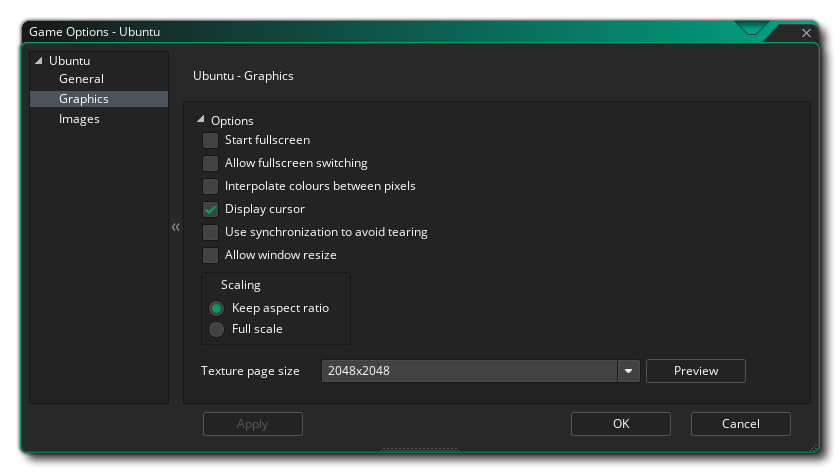 Game Options - Ubuntu
Ubuntu
General
Graphics
Images
Ubuntu - Graphics
Options
Start fullscreen
Allow fullscreen switching
Interpolate colours between pixels
Display cursor
Use synchronization to avoid tearing
Allow window resize
Scaling
Keep aspect ratio
Full scale
Texture page size 2048x2048 Preview
Apply OK Cancel